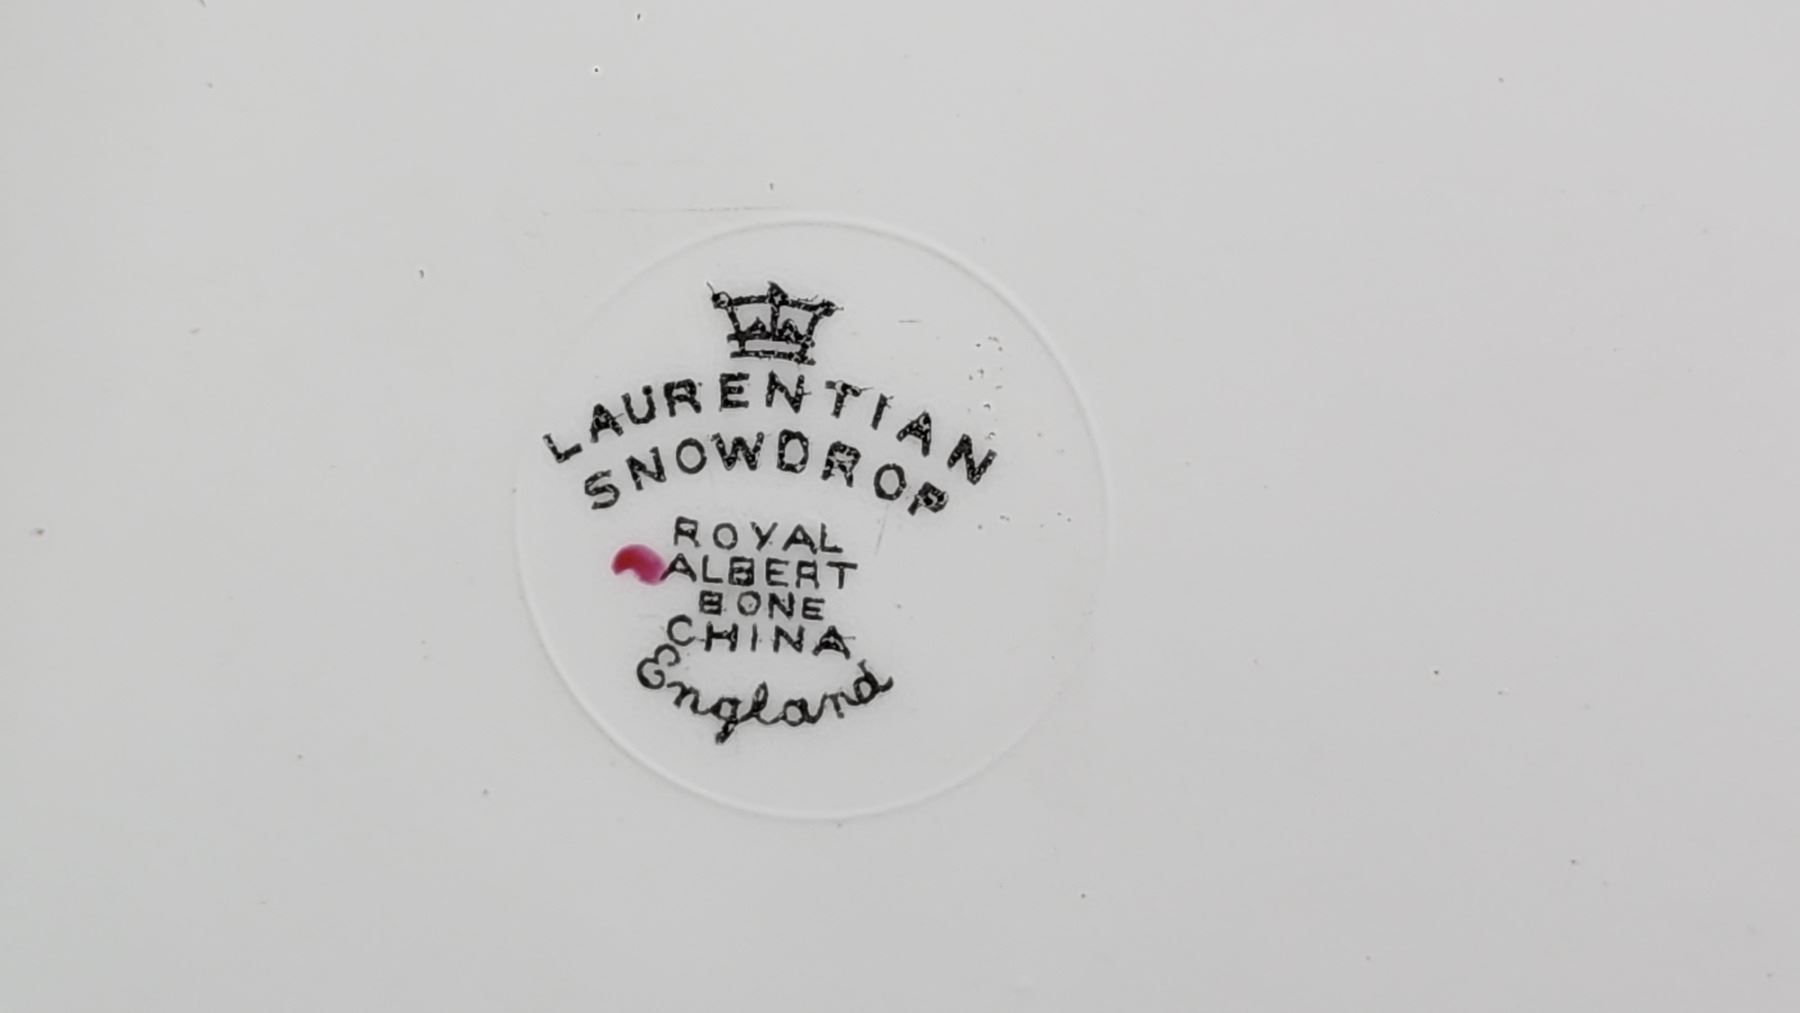 LAURENTIAN
SNOWDROP
ROYAL
ALBERT
BONE
CHINA
England